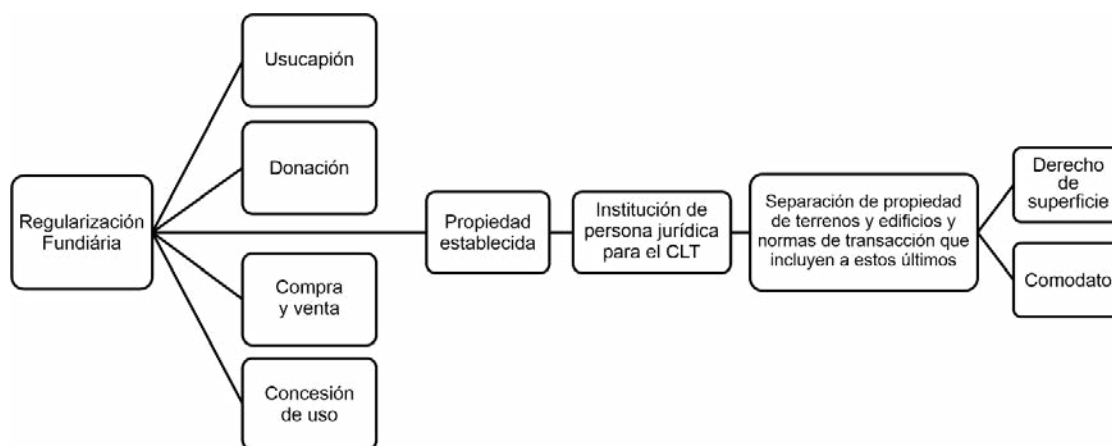 Regularización
Fundiária
Usucapión
Donación
Compra
y venta
Concesión
de uso
Propiedad
establecida
Institución de
persona jurídica
para el CLT
Separación de propiedad
de terrenos y edificios y
normas de transacción que
incluyen a estos últimos
Derecho
de
superficie
Comodato